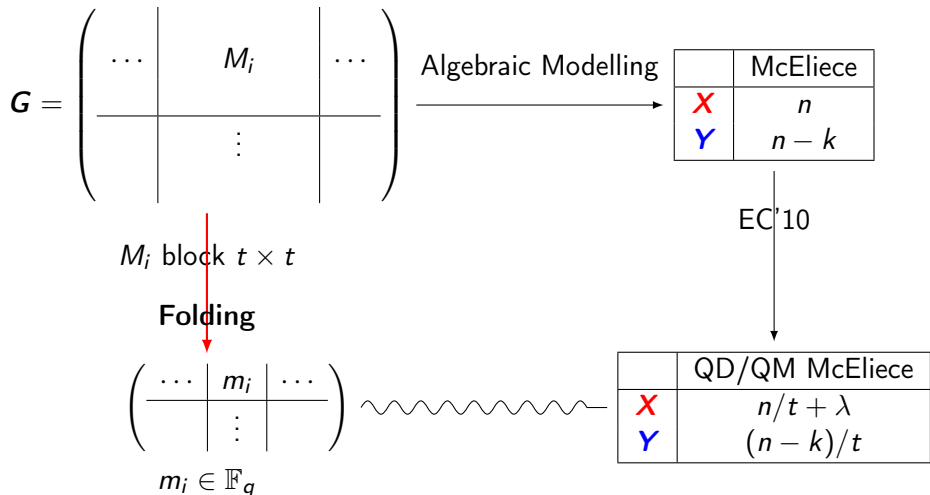 G = ( ⋯ M_i ⋯
⋮ )
Algebraic Modelling
McEliece
X n
Y n − k
EC'10
M_i block t × t
Folding
( ⋯ m_i ⋯
⋮ )
m_i ∈ 𝔽_q
QD/QM McEliece
X n/t + λ
Y (n − k)/t